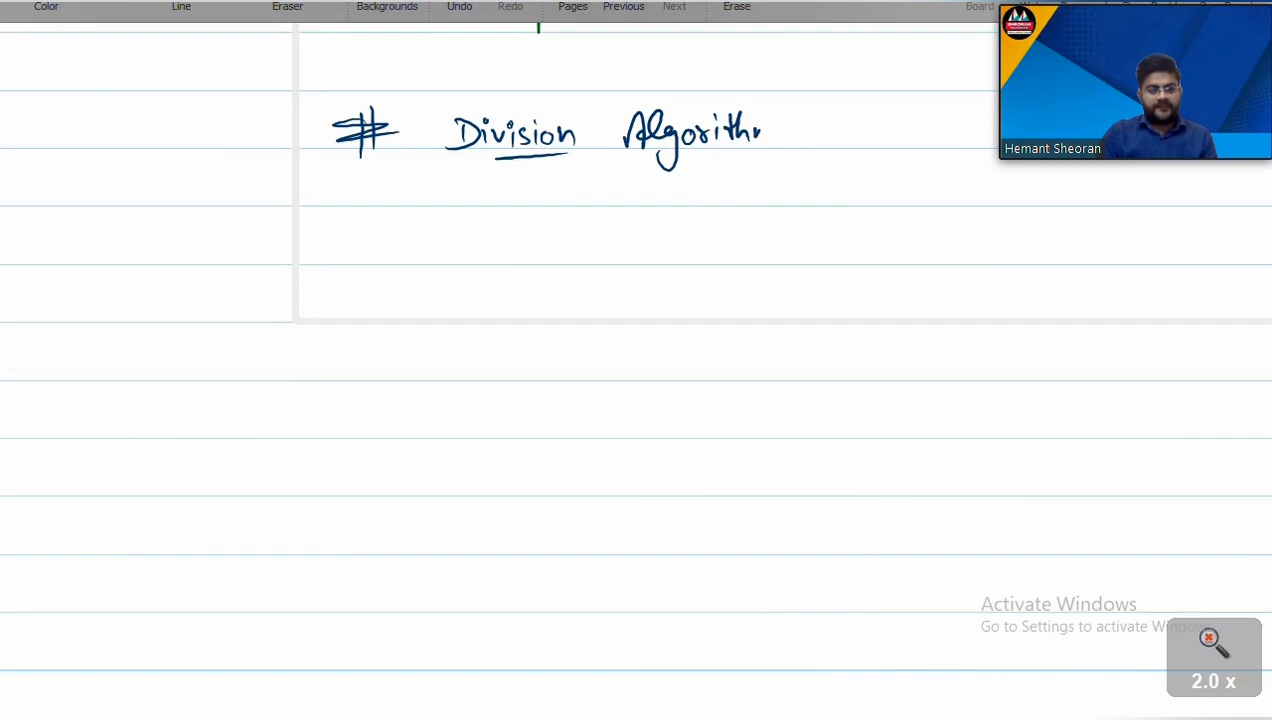 Color Line Eraser Backgrounds Undo Redo Pages Previous Next Erase Board
# Division Algorith
Hemant Sheoran
Activate Windows
Go to Settings to activate Windows.
2.0 x